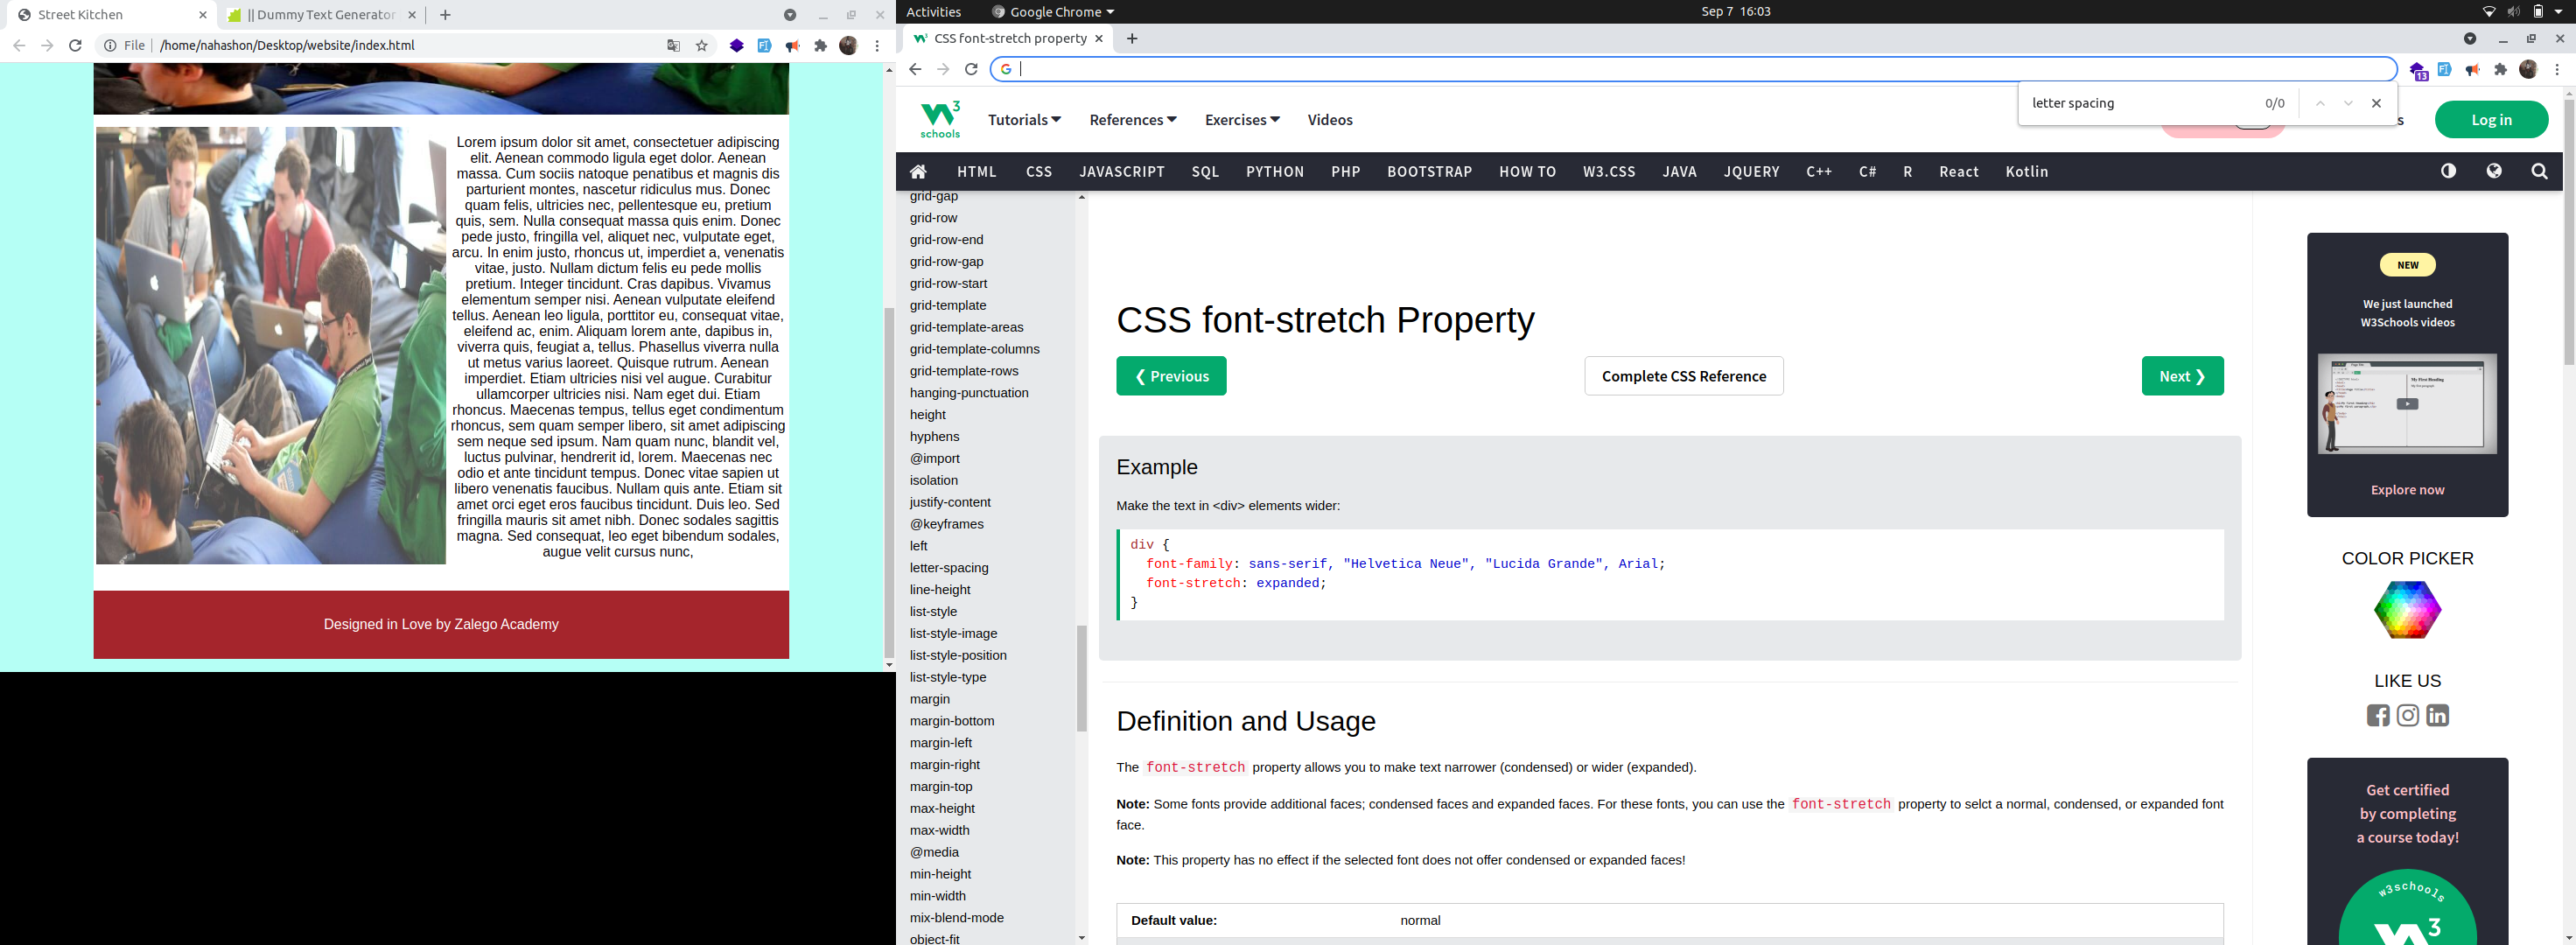 Street Kitchen
|| Dummy Text Generator
File
/home/nahashon/Desktop/website/index.html
Lorem ipsum dolor sit amet, consectetuer adipiscing
elit. Aenean commodo ligula eget dolor. Aenean
massa. Cum sociis natoque penatibus et magnis dis
parturient montes, nascetur ridiculus mus. Donec
quam felis, ultricies nec, pellentesque eu, pretium
quis, sem. Nulla consequat massa quis enim. Donec
pede justo, fringilla vel, aliquet nec, vulputate eget,
arcu. In enim justo, rhoncus ut, imperdiet a, venenatis
vitae, justo. Nullam dictum felis eu pede mollis
pretium. Integer tincidunt. Cras dapibus. Vivamus
elementum semper nisi. Aenean vulputate eleifend
tellus. Aenean leo ligula, porttitor eu, consequat vitae,
eleifend ac, enim. Aliquam lorem ante, dapibus in,
viverra quis, feugiat a, tellus. Phasellus viverra nulla
ut metus varius laoreet. Quisque rutrum. Aenean
imperdiet. Etiam ultricies nisi vel augue. Curabitur
ullamcorper ultricies nisi. Nam eget dui. Etiam
rhoncus. Maecenas tempus, tellus eget condimentum
rhoncus, sem quam semper libero, sit amet adipiscing
sem neque sed ipsum. Nam quam nunc, blandit vel,
luctus pulvinar, hendrerit id, lorem. Maecenas nec
odio et ante tincidunt tempus. Donec vitae sapien ut
libero venenatis faucibus. Nullam quis ante. Etiam sit
amet orci eget eros faucibus tincidunt. Duis leo. Sed
fringilla mauris sit amet nibh. Donec sodales sagittis
magna. Sed consequat, leo eget bibendum sodales,
augue velit cursus nunc,
Designed in Love by Zalego Academy
Activities
Google Chrome
Sep 7 16:03
CSS font-stretch property
13
letter spacing
0/0
W3 schools
Tutorials
References
Exercises
Videos
s
Log in
HTML CSS JAVASCRIPT SQL PYTHON PHP BOOTSTRAP HOW TO W3.CSS JAVA JQUERY C++ C# R React Kotlin
grid-gap
grid-row
grid-row-end
grid-row-gap
grid-row-start
grid-template
grid-template-areas
grid-template-columns
grid-template-rows
hanging-punctuation
height
hyphens
@import
isolation
justify-content
@keyframes
left
letter-spacing
line-height
list-style
list-style-image
list-style-position
list-style-type
margin
margin-bottom
margin-left
margin-right
margin-top
max-height
max-width
@media
min-height
min-width
mix-blend-mode
object-fit
CSS font-stretch Property
❮ Previous
Complete CSS Reference
Next ❯
Example
Make the text in <div> elements wider:
div {
  font-family: sans-serif, "Helvetica Neue", "Lucida Grande", Arial;
  font-stretch: expanded;
}
Definition and Usage
The font-stretch property allows you to make text narrower (condensed) or wider (expanded).
Note: Some fonts provide additional faces; condensed faces and expanded faces. For these fonts, you can use the font-stretch property to selct a normal, condensed, or expanded font
face.
Note: This property has no effect if the selected font does not offer condensed or expanded faces!
Default value: normal
NEW
We just launched
W3Schools videos
My First Heading
Explore now
COLOR PICKER
LIKE US
Get certified
by completing
a course today!
w3schools
W3